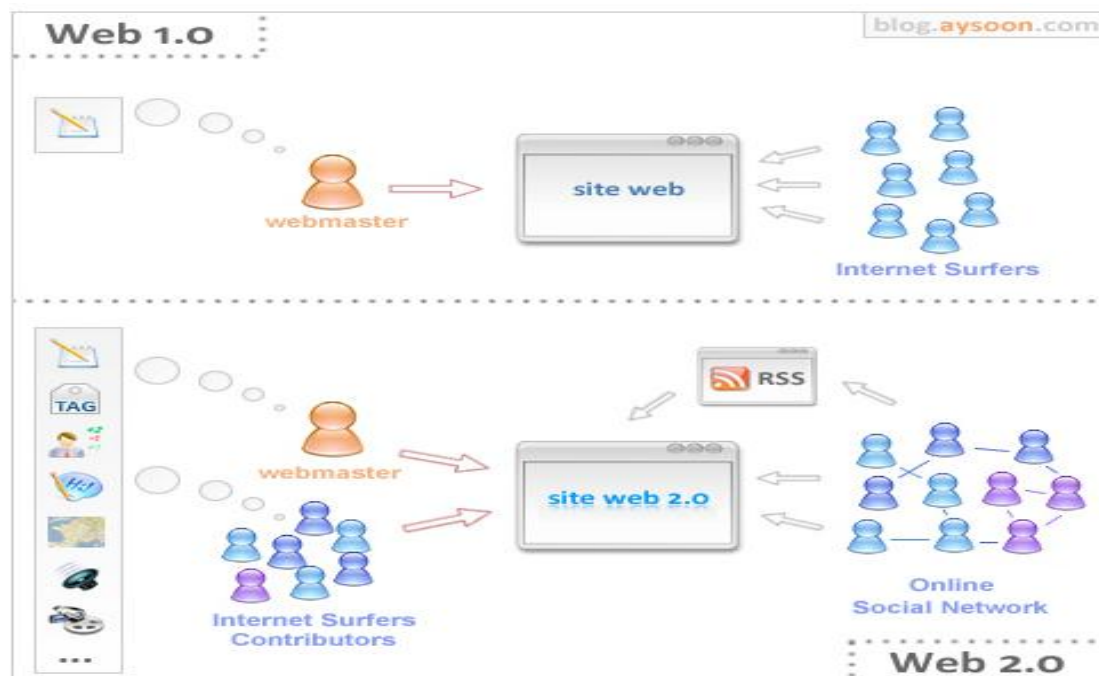 Web 1.0
blog.aysoon.com
site web
webmaster
Internet Surfers
RSS
TAG
webmaster
Hi!
site web 2.0
Internet Surfers
Contributors
Online
Social Network
...
Web 2.0